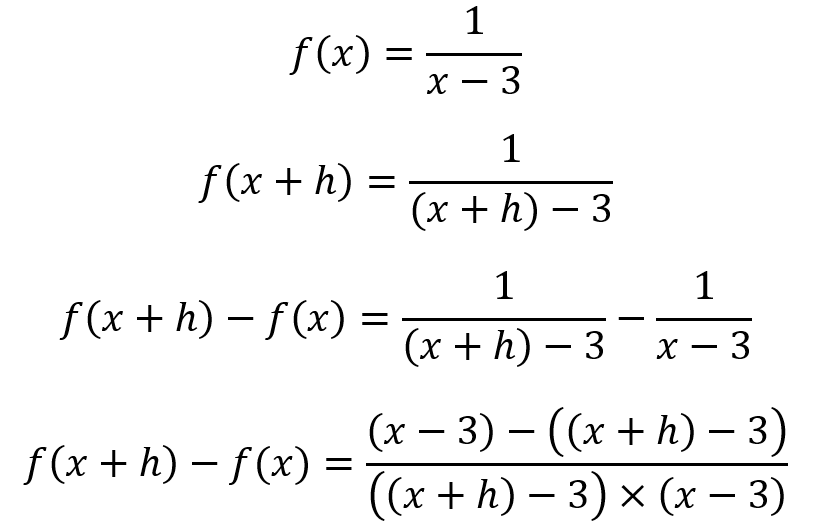 f(x) = 1/(x − 3)
f(x + h) = 1/((x + h) − 3)
f(x + h) − f(x) = 1/((x + h) − 3) − 1/(x − 3)
f(x + h) − f(x) = ((x − 3) − ((x + h) − 3))/(((x + h) − 3) × (x − 3))